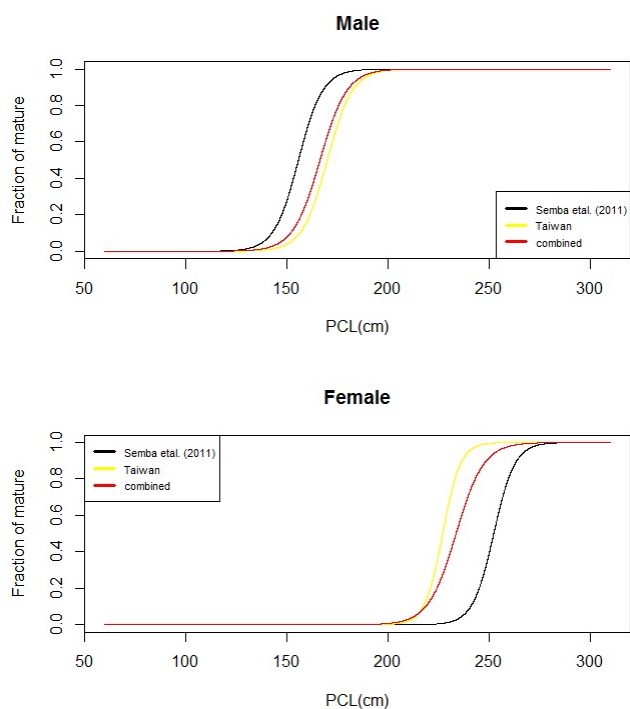 Male
Fraction of mature
0.0 0.2 0.4 0.6 0.8 1.0
Semba etal. (2011)
Taiwan
combined
50 100 150 200 250 300
PCL(cm)
Female
Fraction of mature
0.0 0.2 0.4 0.6 0.8 1.0
Semba etal. (2011)
Taiwan
combined
50 100 150 200 250 300
PCL(cm)